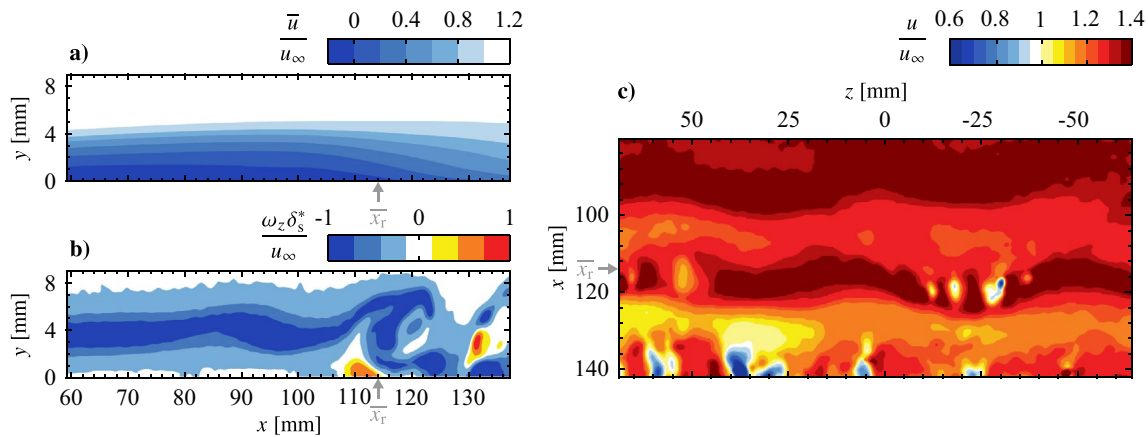 a)
u̅
u∞
0 0.4 0.8 1.2
y [mm]
8
4
0
x̅r
b)
ωz δs*
u∞
-1 0 1
y [mm]
8
4
0
60 70 80 90 100 110 120 130
x [mm]
x̅r
c)
u
u∞
0.6 0.8 1 1.2 1.4
z [mm]
50 25 0 -25 -50
x [mm]
x̅r
100
120
140